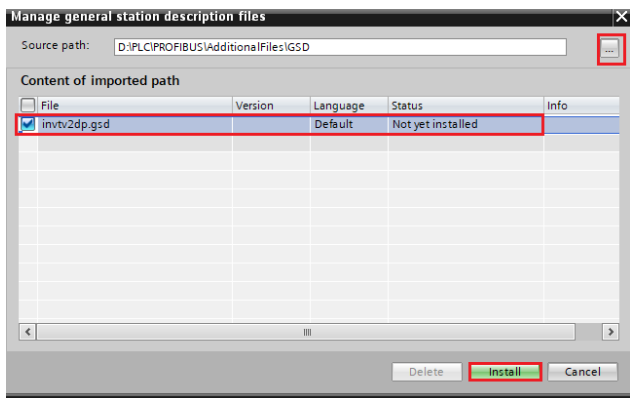 Manage general station description files
Source path: D:\PLC\PROFIBUS\AdditionalFiles\GSD ...
Content of imported path
File Version Language Status Info
invtv2dp.gsd Default Not yet installed
Delete Install Cancel